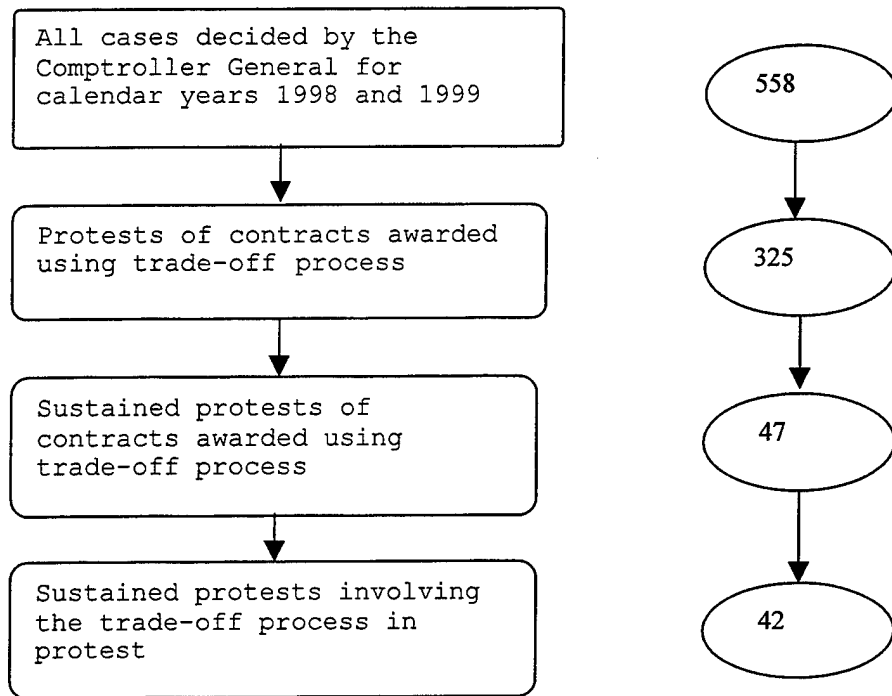 All cases decided by the
Comptroller General for
calendar years 1998 and 1999
558
Protests of contracts awarded
using trade-off process
325
Sustained protests of
contracts awarded using
trade-off process
47
Sustained protests involving
the trade-off process in
protest
42